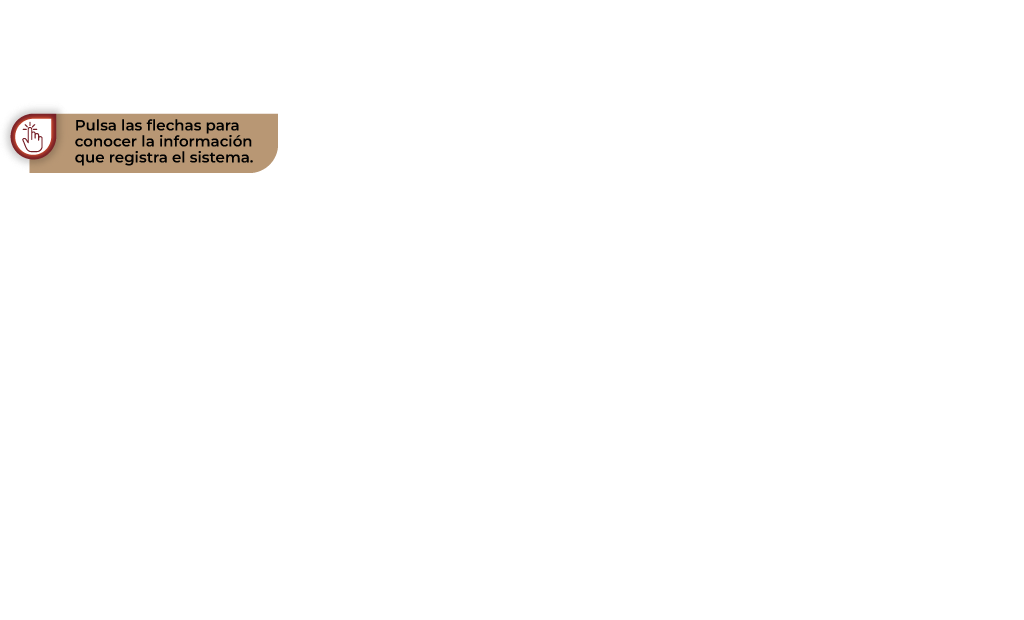 Pulsa las flechas para
conocer la información
que registra el sistema.